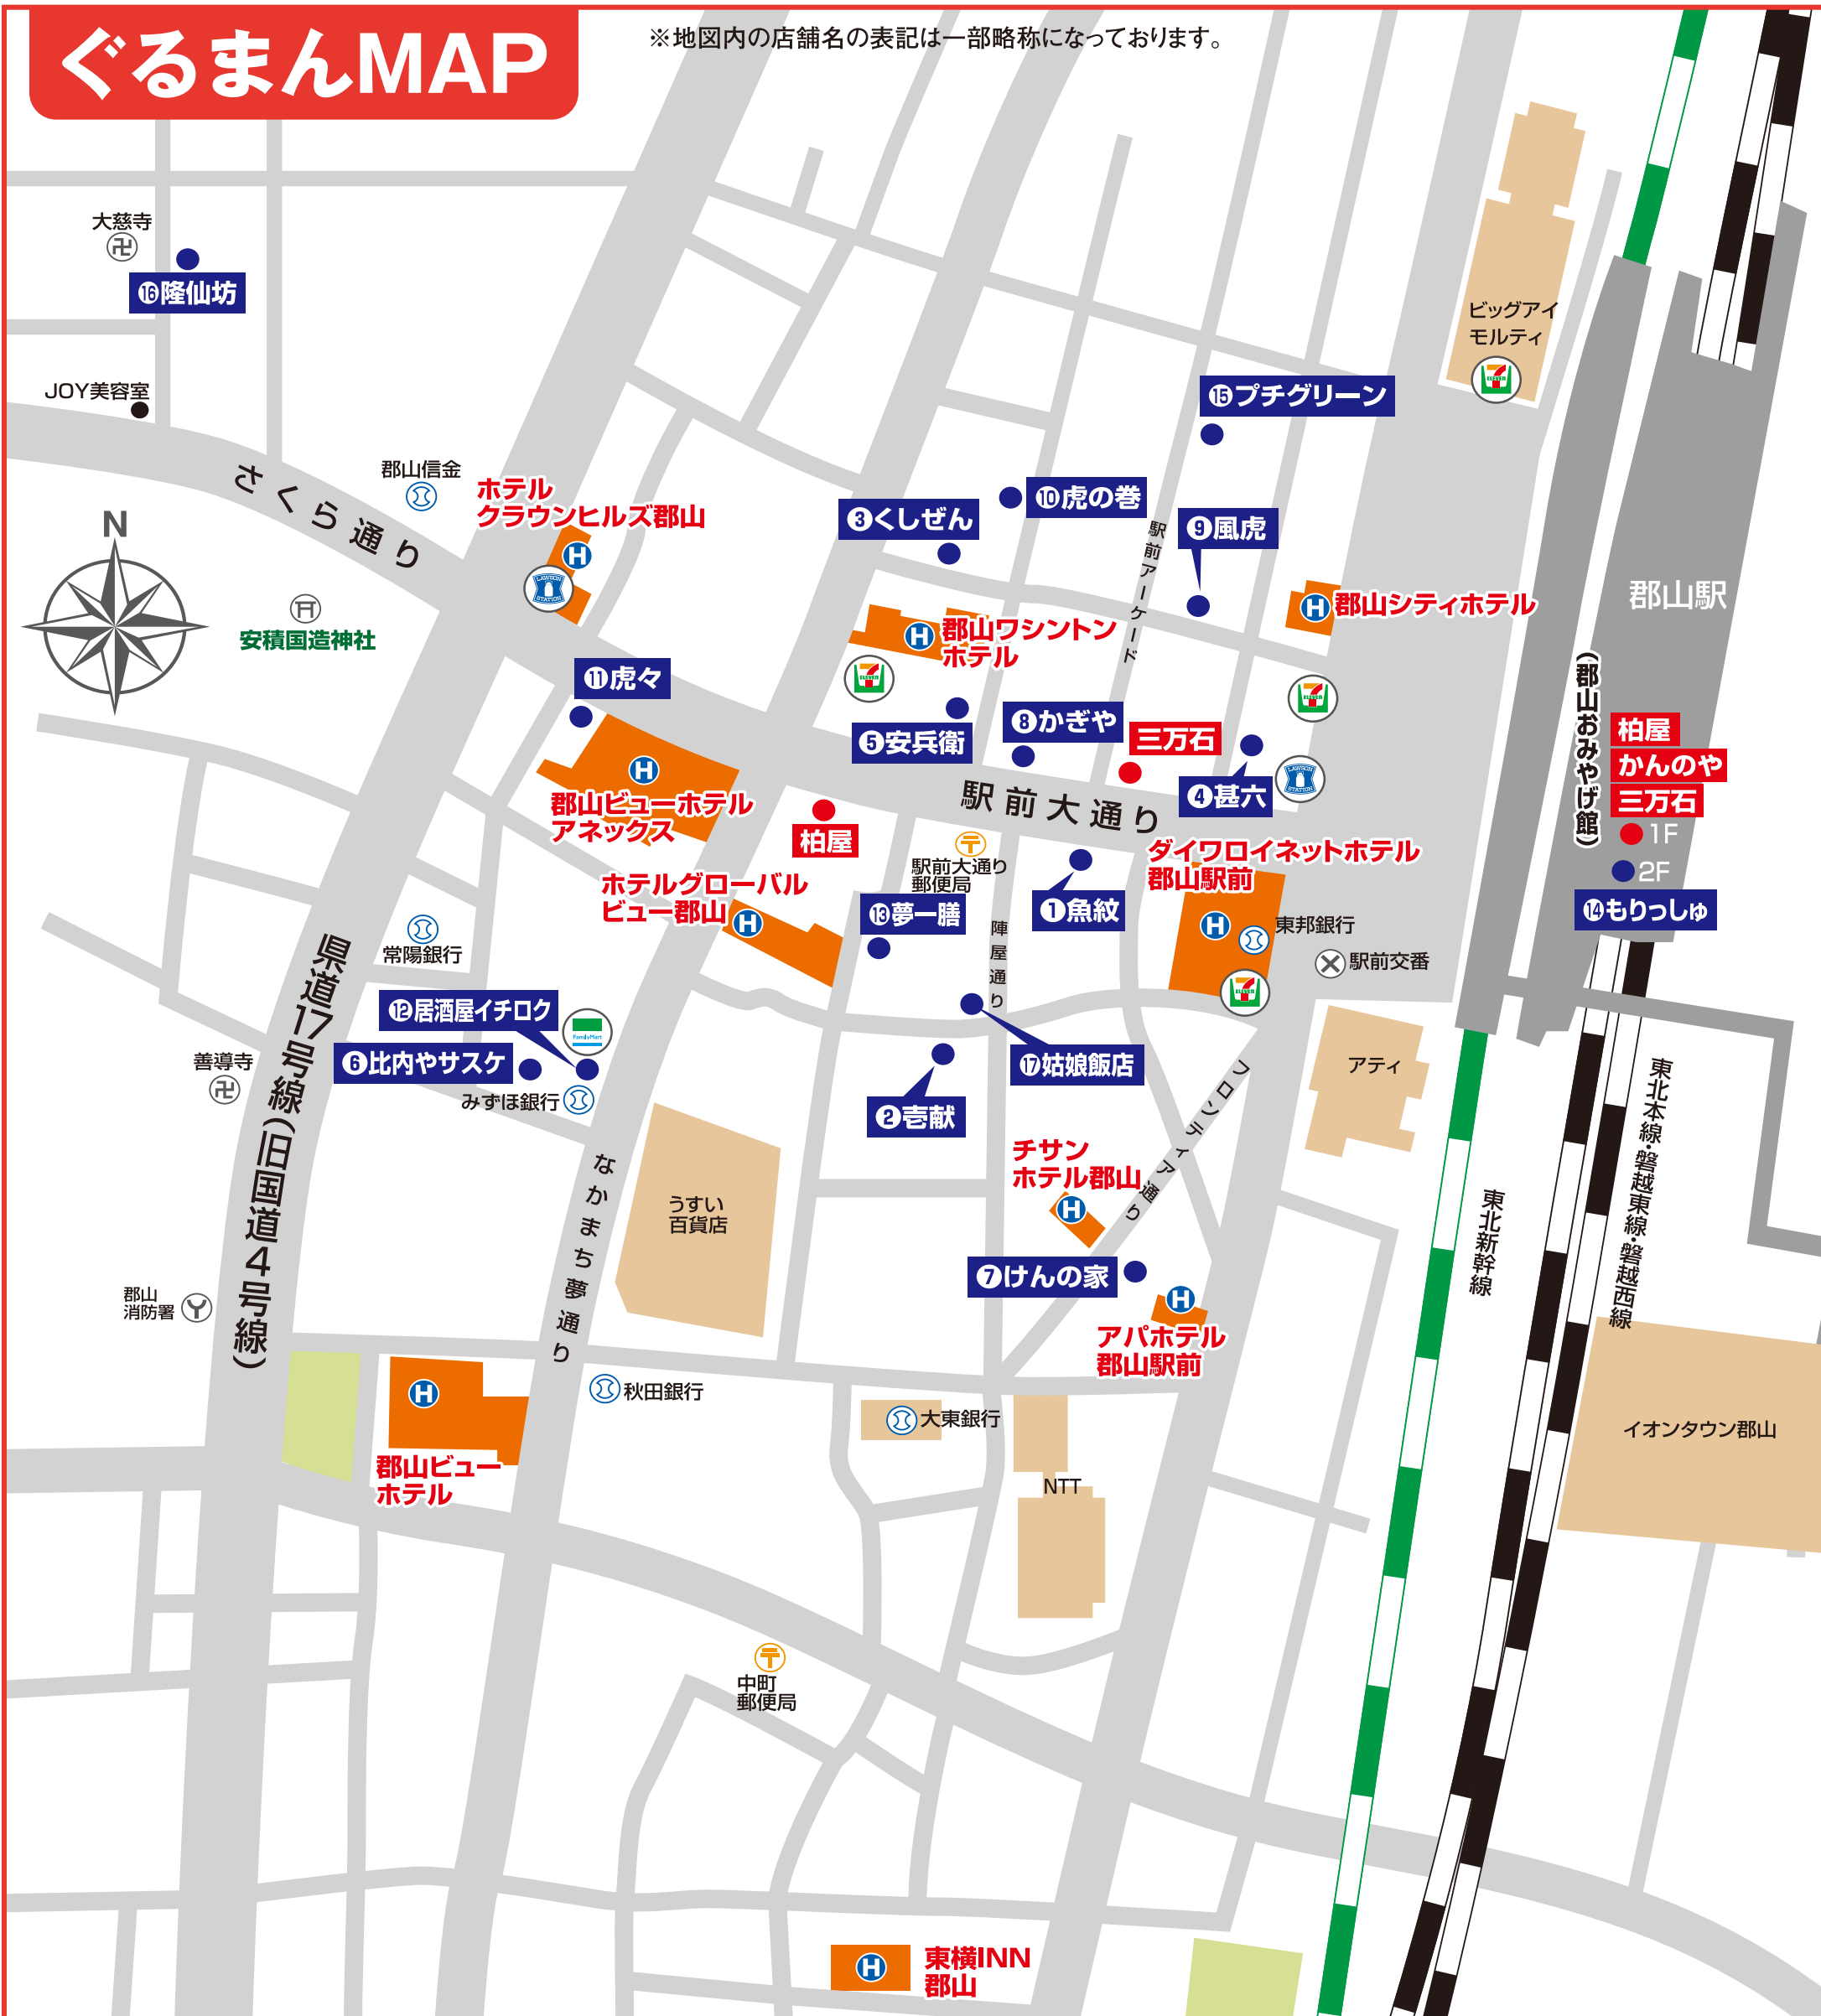 ぐるまんMAP
※地図内の店舗名の表記は一部略称になっております。
大慈寺
⓰隆仙坊
JOY美容室
さくら通り
郡山信金
ホテル
クラウンヒルズ郡山
LAWSON
STATION
N
安積国造神社
ビッグアイ
モルティ
ELEVEN
⓯プチグリーン
❸くしぜん
❿虎の巻
駅前アーケード
❾風虎
郡山シティホテル
郡山駅
郡山ワシントン
ホテル
ELEVEN
⓫虎々
❺安兵衛
❽かぎや
三万石
ELEVEN
❹甚六
LAWSON
STATION
(郡山おみやげ館)
柏屋
かんのや
三万石
1F
2F
⓮もりっしゅ
郡山ビューホテル
アネックス
柏屋
駅前大通り
駅前大通り
郵便局
ダイワロイネットホテル
郡山駅前
❶魚紋
東邦銀行
駅前交番
ELEVEN
ホテルグローバル
ビュー郡山
⓭夢一膳
陣屋通り
常陽銀行
県道17号線(旧国道4号線)
⓬居酒屋イチロク
FamilyMart
❻比内やサスケ
みずほ銀行
善導寺
⓱姑娘飯店
❷壱献
フロンティア通り
アティ
東北本線・磐越東線・磐越西線
東北新幹線
なかまち夢通り
うすい
百貨店
チサン
ホテル郡山
❼けんの家
アパホテル
郡山駅前
郡山
消防署
秋田銀行
大東銀行
NTT
イオンタウン郡山
郡山ビュー
ホテル
中町
郵便局
東横INN
郡山